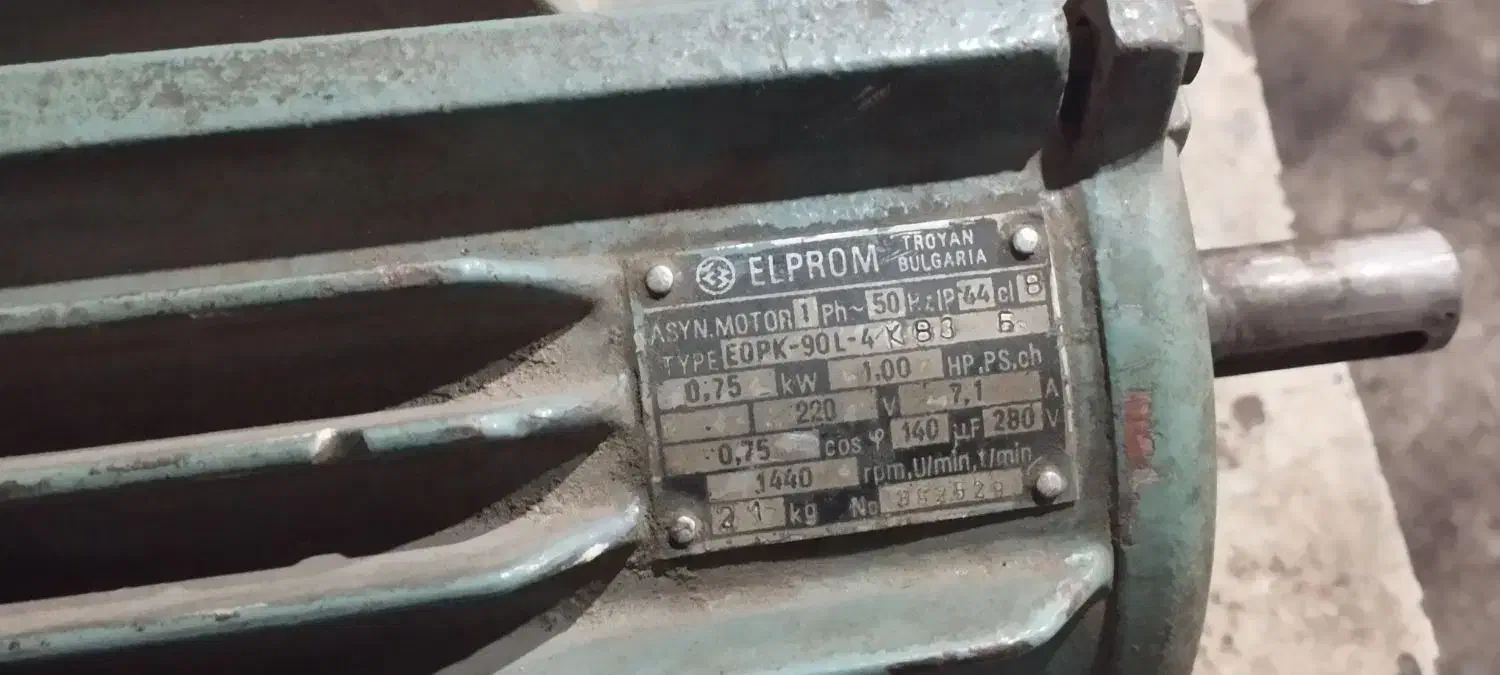 ELPROM TROYAN BULGARIA
ASYN. MOTOR 1 Ph~ 50 Hz IP 44 cl B
TYPE EOPK-90L-4K
0,75 kW 1,00 HP.PS.ch
220 V 7,1 A
0,75 cos φ 140 µF 280 V
1440 rpm.U/min.t/min
21 kg No